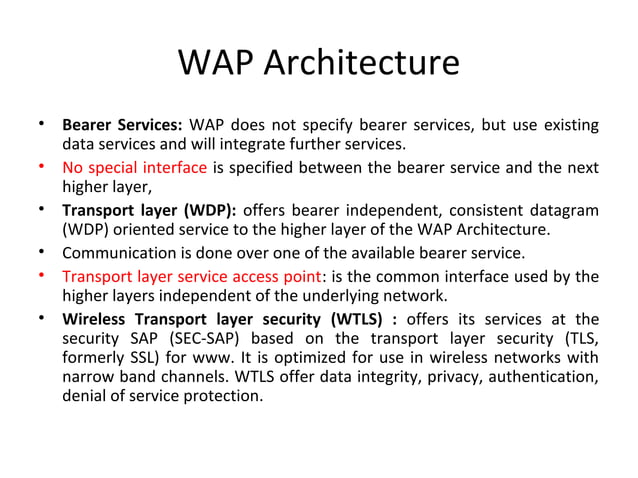 WAP Architecture
• Bearer Services: WAP does not specify bearer services, but use existing
data services and will integrate further services.
• No special interface is specified between the bearer service and the next
higher layer,
• Transport layer (WDP): offers bearer independent, consistent datagram
(WDP) oriented service to the higher layer of the WAP Architecture.
• Communication is done over one of the available bearer service.
• Transport layer service access point: is the common interface used by the
higher layers independent of the underlying network.
• Wireless Transport layer security (WTLS) : offers its services at the
security SAP (SEC-SAP) based on the transport layer security (TLS,
formerly SSL) for www. It is optimized for use in wireless networks with
narrow band channels. WTLS offer data integrity, privacy, authentication,
denial of service protection.